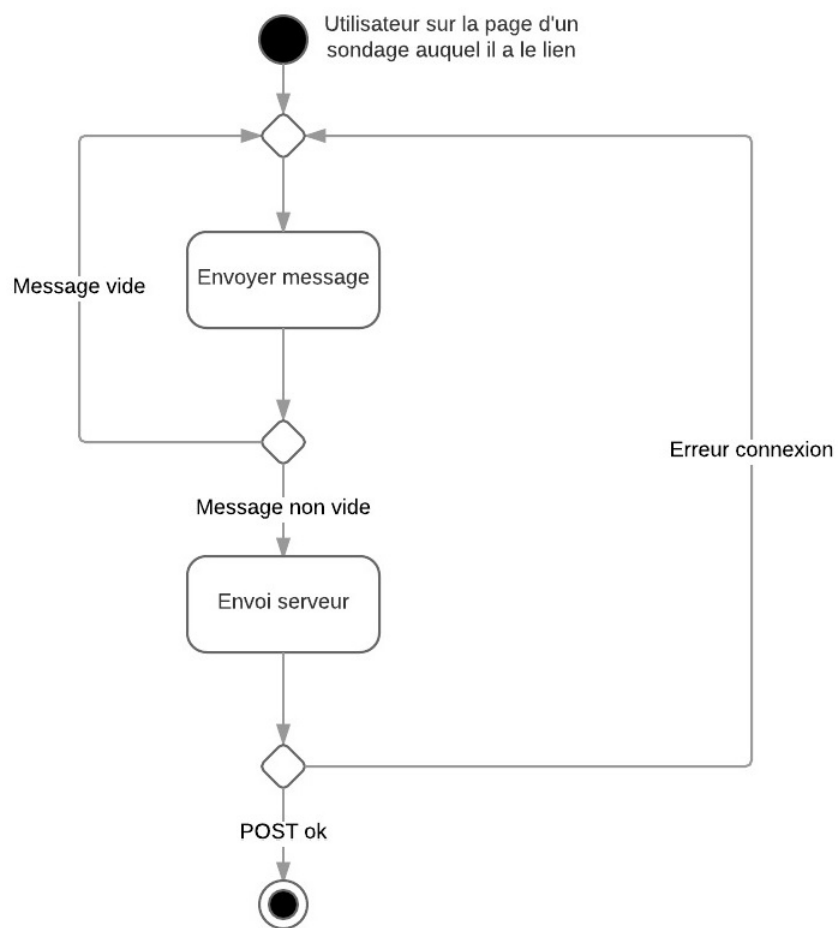 Utilisateur sur la page d'un
sondage auquel il a le lien
Envoyer message
Message vide
Erreur connexion
Message non vide
Envoi serveur
POST ok